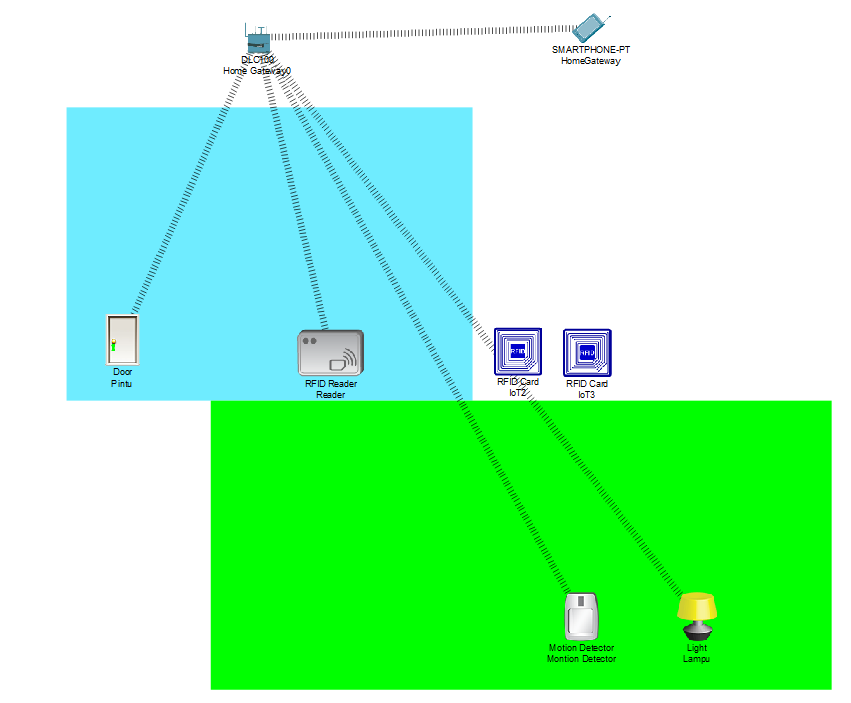 DLC100
Home Gateway0
SMARTPHONE-PT
HomeGateway
Door
Pintu
RFID Reader
Reader
RFID
RFID Card
IoT2
RFID
RFID Card
IoT3
Motion Detector
Montion Detector
Light
Lampu